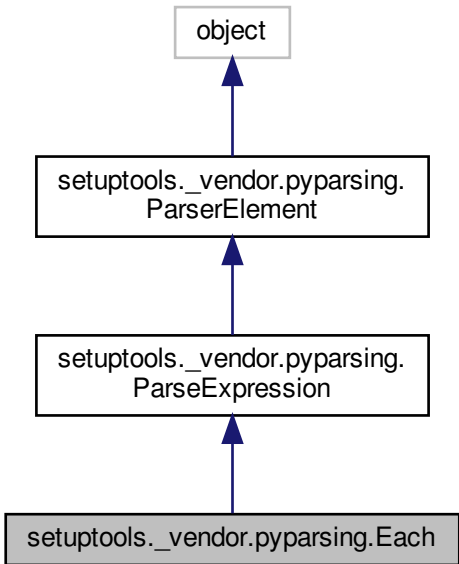 object
setuptools._vendor.pyparsing.
ParserElement
setuptools._vendor.pyparsing.
ParseExpression
setuptools._vendor.pyparsing.Each